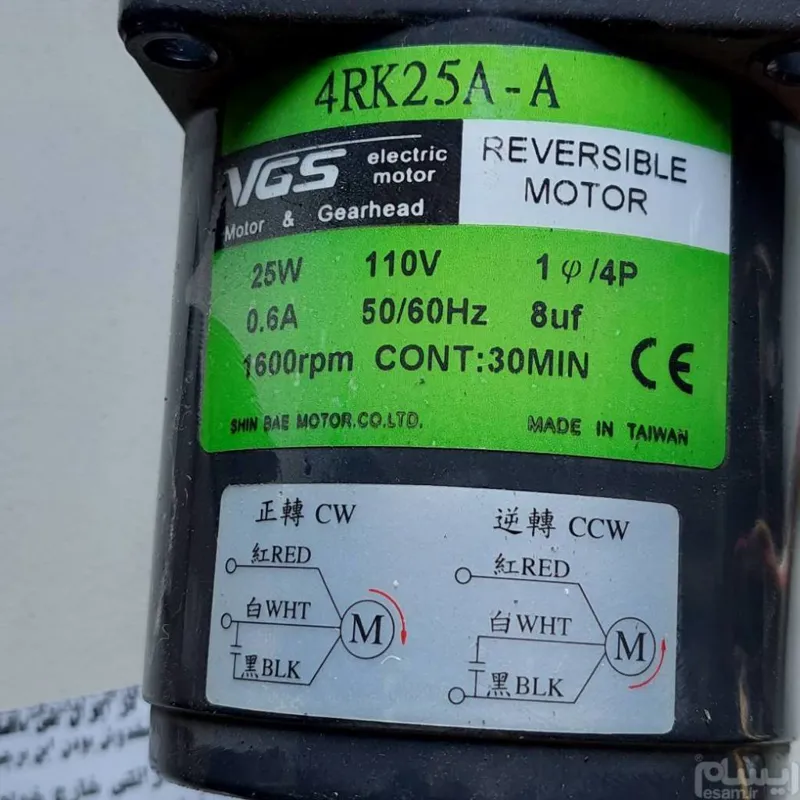 4RK25A-A
VGS electric motor
Motor & Gearhead
REVERSIBLE
MOTOR
25W 110V 1φ/4P
0.6A 50/60Hz 8uf
1600rpm CONT:30MIN CE
SHIN BAE MOTOR.CO.LTD. MADE IN TAIWAN
正轉 CW
紅RED
白WHT
黑BLK
M
逆轉 CCW
紅RED
白WHT
黑BLK
M
ایسام
esam.ir